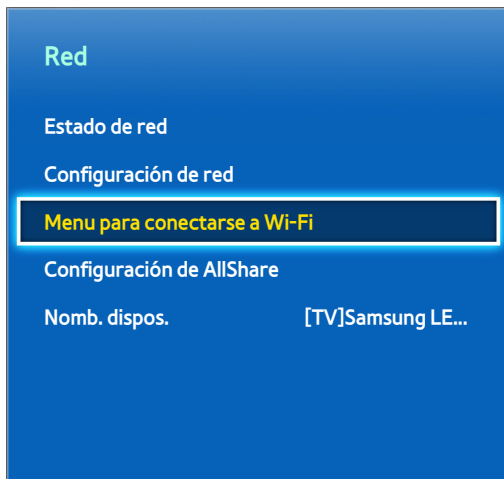 Red
Estado de red
Configuración de red
Menu para conectarse a Wi-Fi
Configuración de AllShare
Nomb. dispos. [TV]Samsung LE...